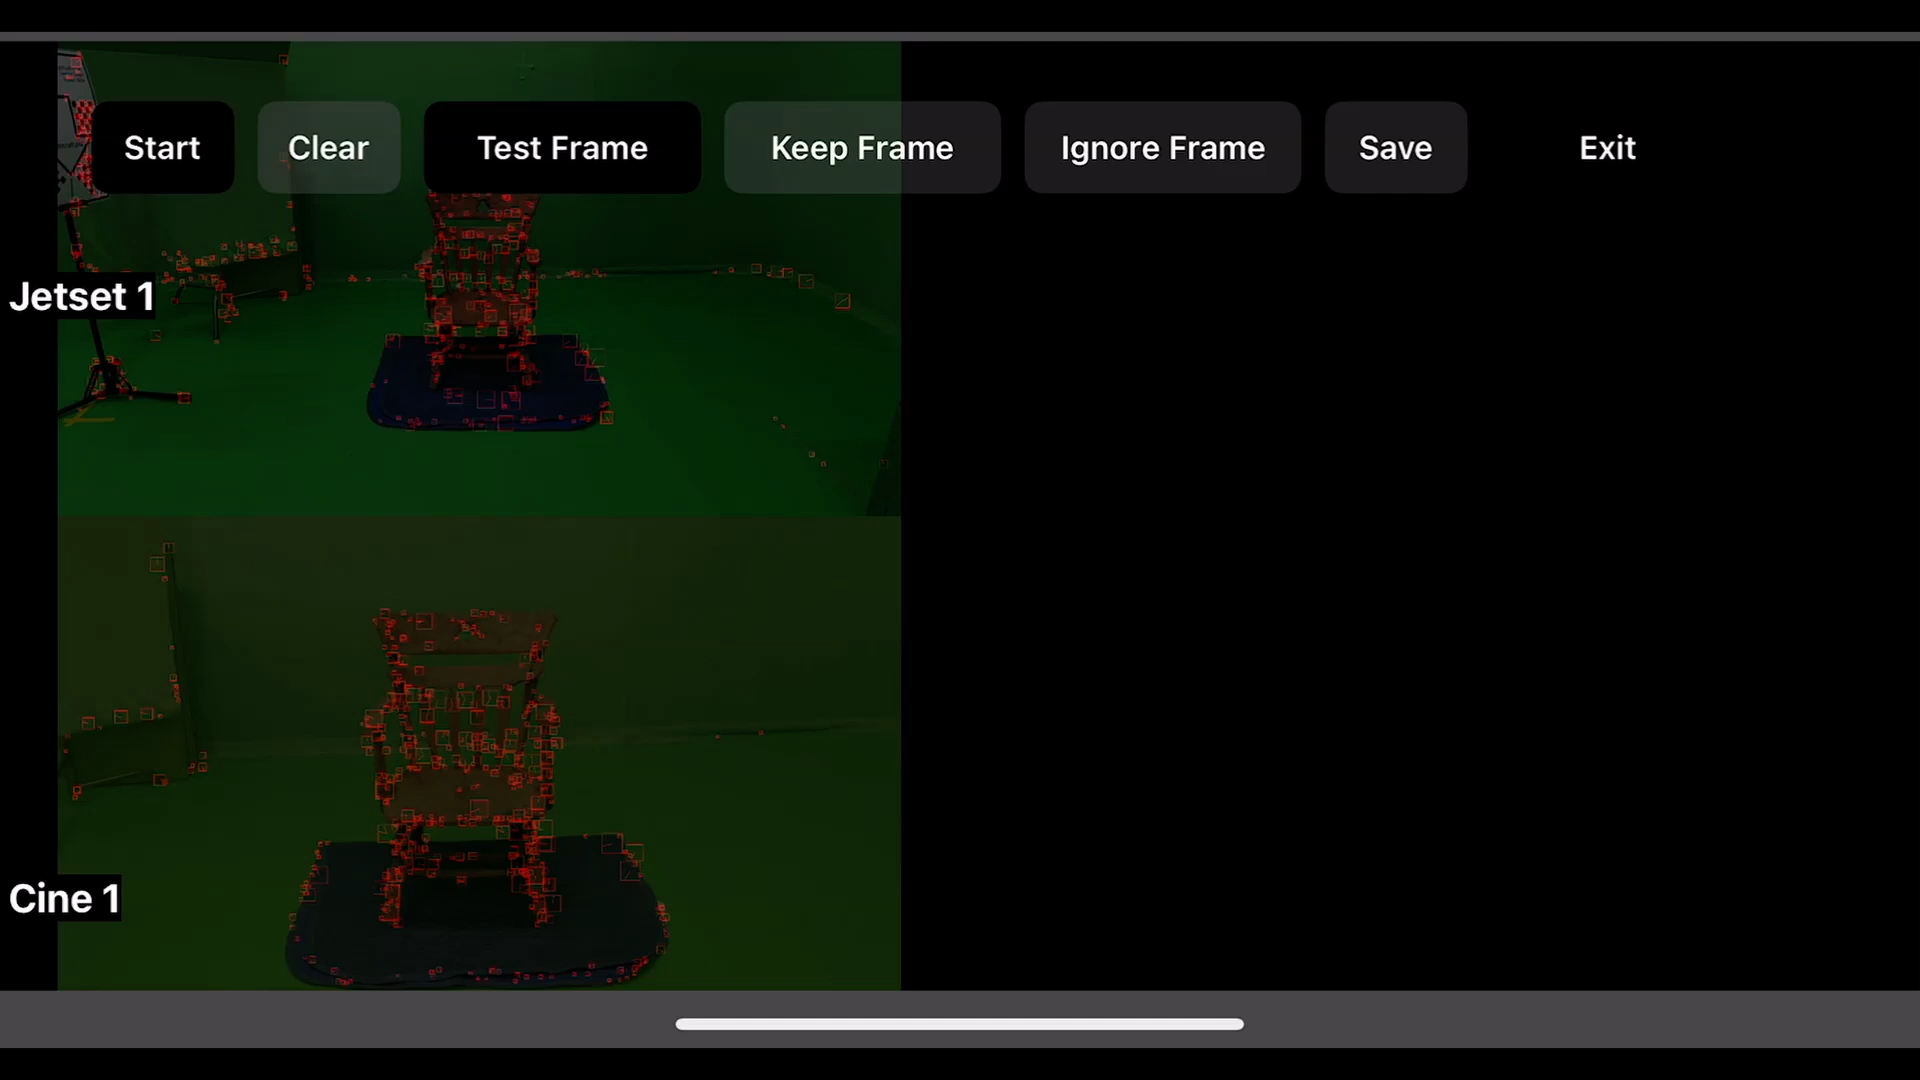 Start
Clear
Test Frame
Keep Frame
Ignore Frame
Save
Exit
Jetset 1
Cine 1